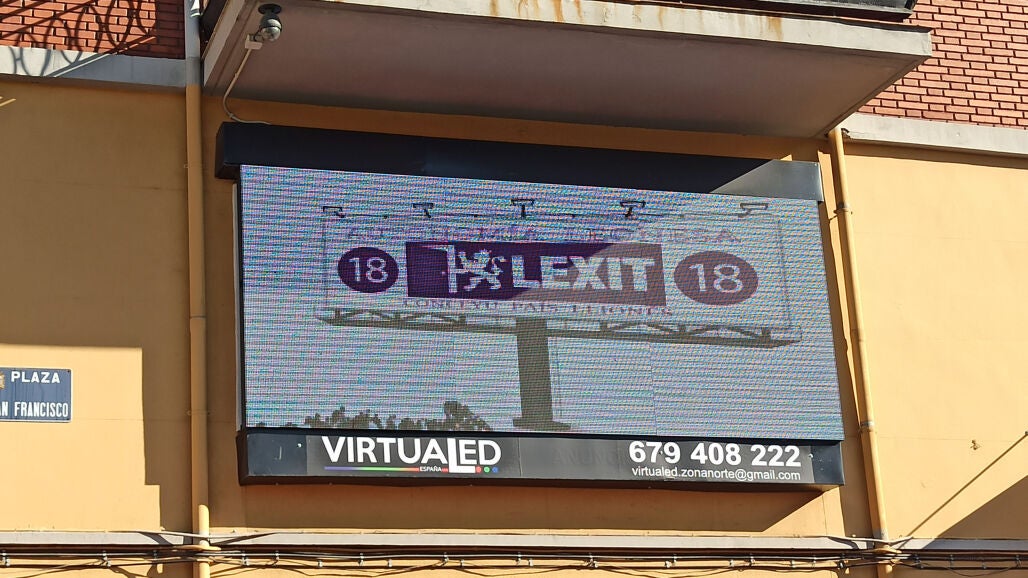 18 LEXIT 18
PLAZA
AN FRANCISCO
VIRTUALED
ESPAÑA
679 408 222
virtualed.zonanorte@gmail.com